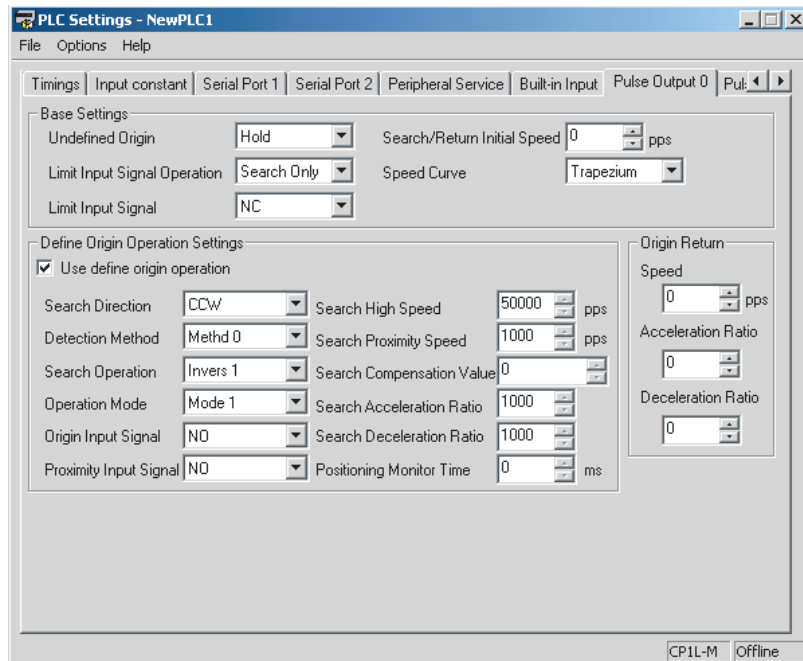 PLC Settings - NewPLC1
File Options Help
Timings Input constant Serial Port 1 Serial Port 2 Peripheral Service Built-in Input Pulse Output 0
Base Settings
Undefined Origin Hold Search/Return Initial Speed 0 pps
Limit Input Signal Operation Search Only Speed Curve Trapezium
Limit Input Signal NC
Define Origin Operation Settings
Use define origin operation
Search Direction CCW Search High Speed 50000 pps
Detection Method Methd 0 Search Proximity Speed 1000 pps
Search Operation Invers 1 Search Compensation Value 0
Operation Mode Mode 1 Search Acceleration Ratio 1000
Origin Input Signal NO Search Deceleration Ratio 1000
Proximity Input Signal NO Positioning Monitor Time 0 ms
Origin Return
Speed
0 pps
Acceleration Ratio
0
Deceleration Ratio
0
CP1L-M Offline